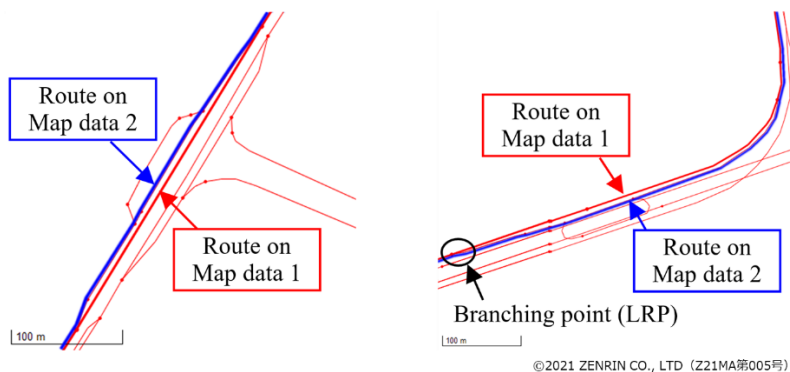 Route on
Map data 2
Route on
Map data 1
100 m
Route on
Map data 1
Route on
Map data 2
Branching point (LRP)
100 m
©2021 ZENRIN CO., LTD（Z21MA第005号）